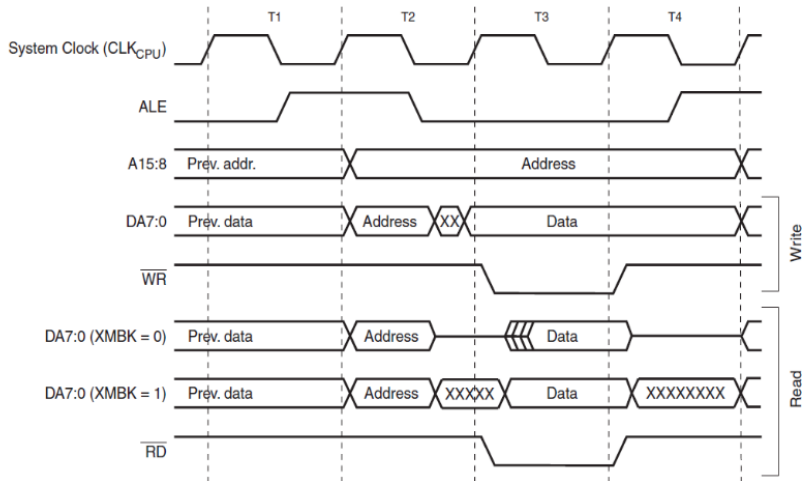 T1 T2 T3 T4
System Clock (CLKCPU)
ALE
A15:8 Prev. addr. Address
DA7:0 Prev. data Address XX Data
WR
Write
DA7:0 (XMBK = 0) Prev. data Address Data
DA7:0 (XMBK = 1) Prev. data Address XXXXX Data XXXXXXXX
RD
Read